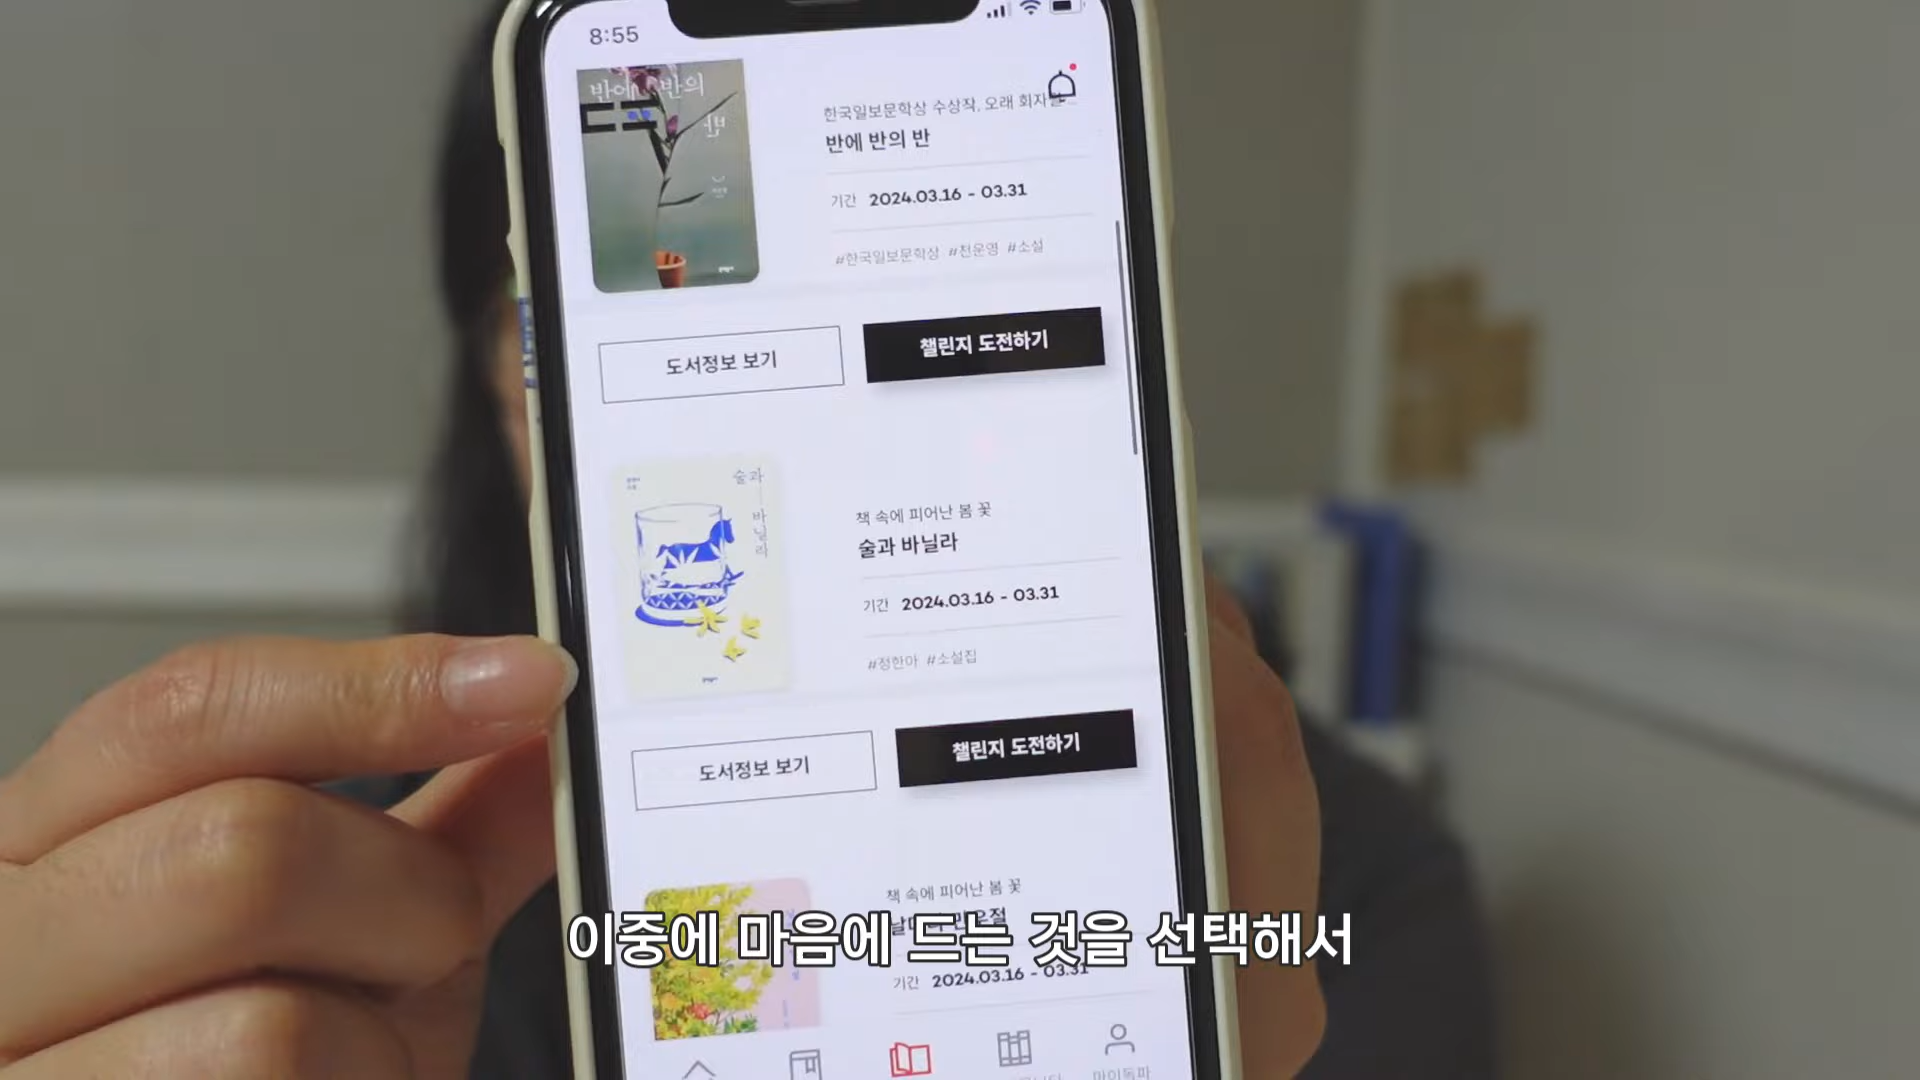 8:55
반에 반의
반
한국일보문학상 수상작, 오래 회자될
반에 반의 반
기간 2024.03.16 - 03.31
#한국일보문학상 #천운영 #소설
도서정보 보기
챌린지 도전하기
술과
바닐라
책 속에 피어난 봄 꽃
술과 바닐라
기간 2024.03.16 - 03.31
#정한아 #소설집
도서정보 보기
챌린지 도전하기
책 속에 피어난 봄 꽃
이중에 마음에 드는 것을 선택해서
기간 2024.03.16 - 03.31
마이독파